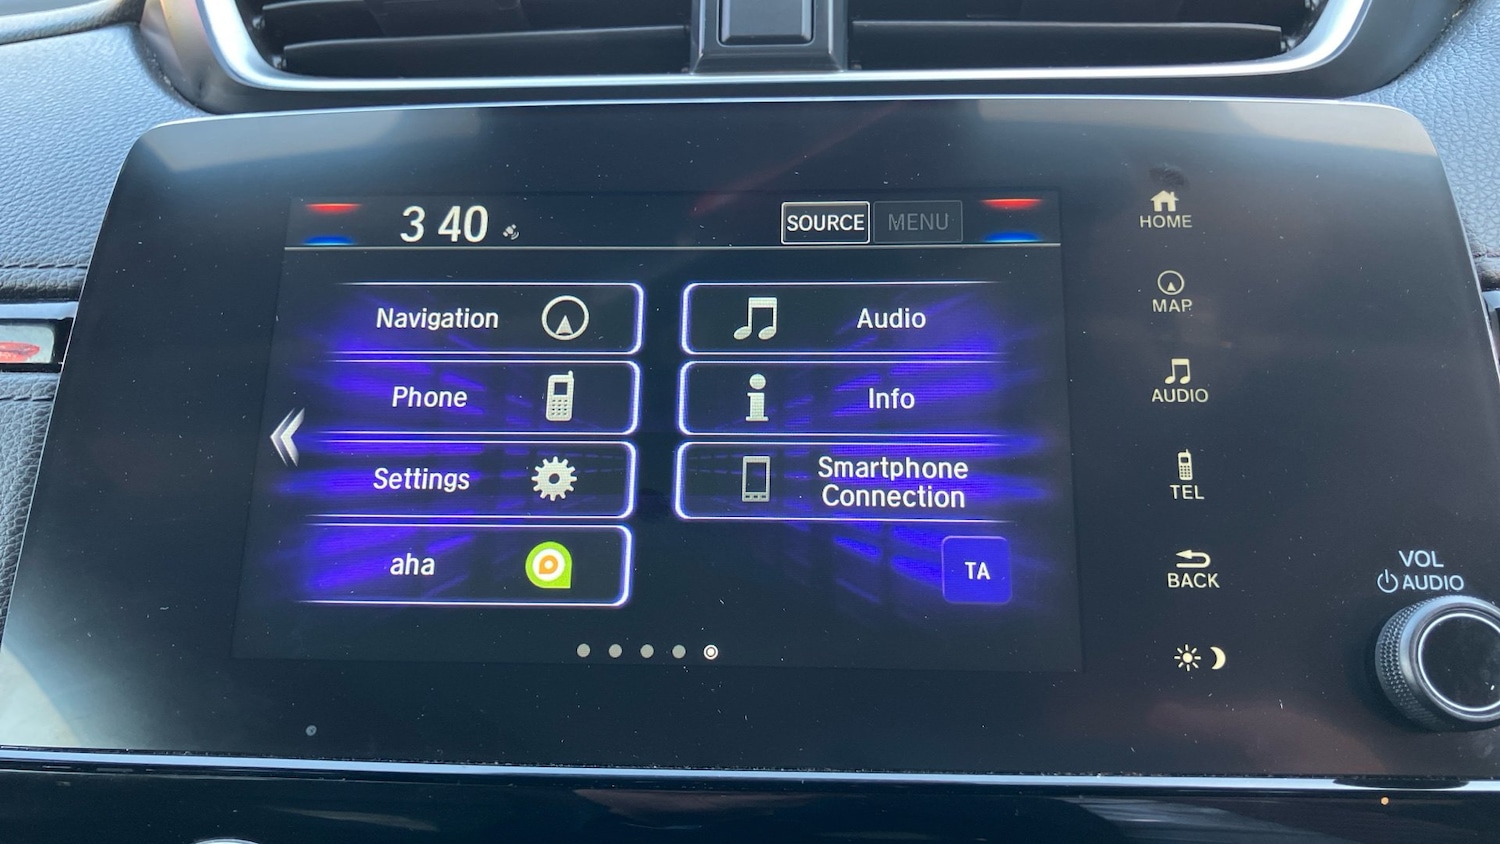 3 40
SOURCE
MENU
Navigation
Audio
Phone
Info
Settings
Smartphone
Connection
aha
TA
HOME
MAP
AUDIO
TEL
BACK
VOL
AUDIO